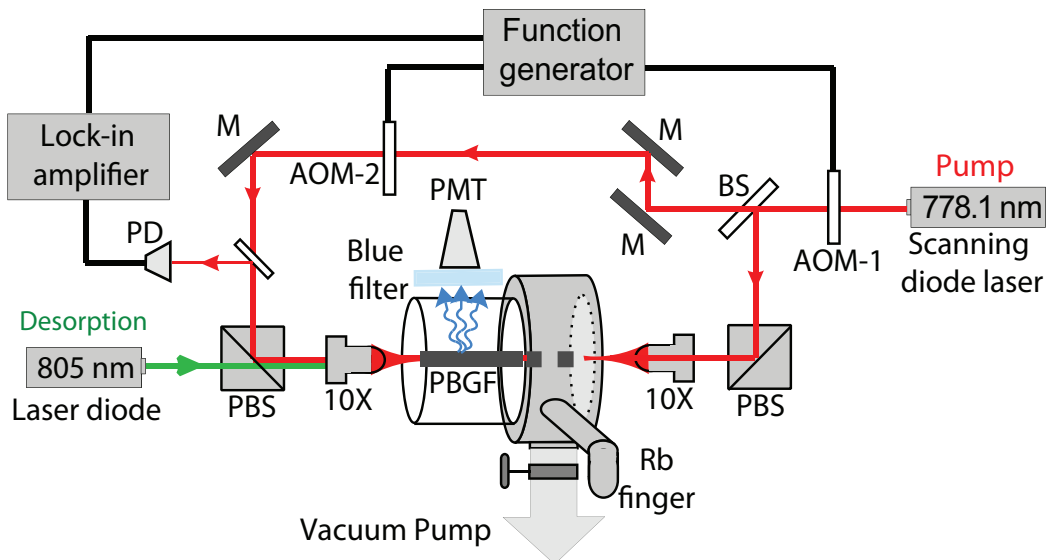 Function
generator
Lock-in
amplifier
M
AOM-2
M
BS
Pump
778.1 nm
Scanning
diode laser
PMT
M
AOM-1
PD
Blue
filter
Desorption
805 nm
Laser diode
PBS
10X
PBGF
10X
PBS
Rb
finger
Vacuum Pump